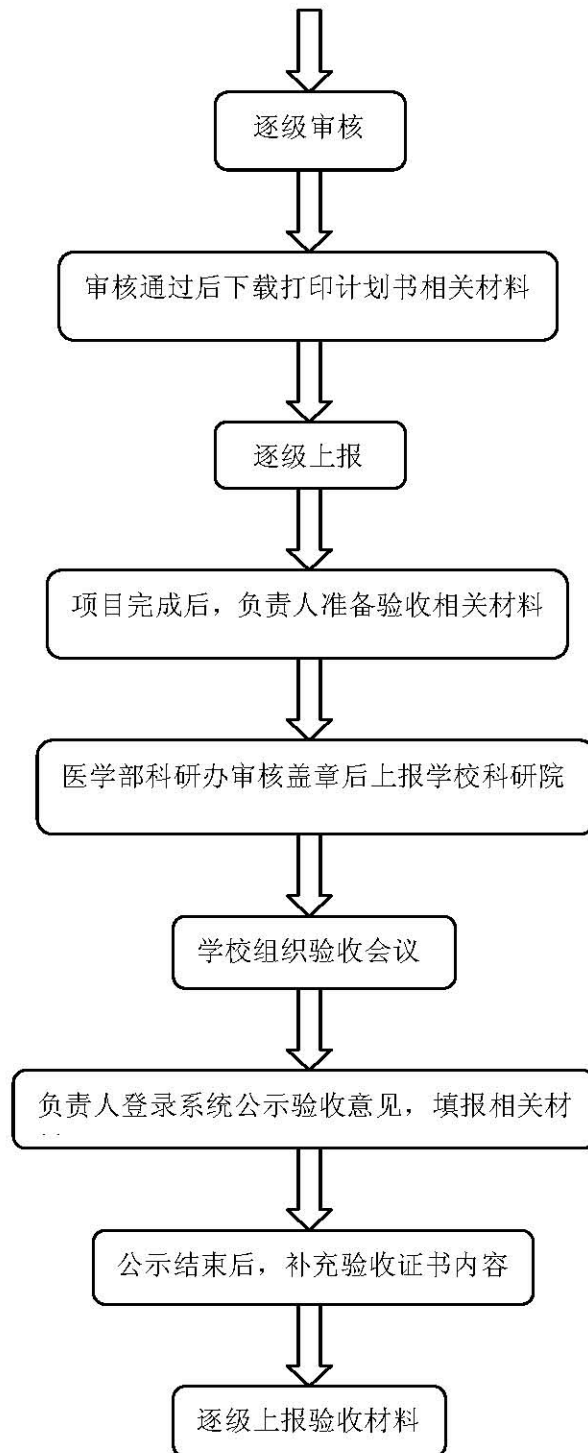 逐级审核
审核通过后下载打印计划书相关材料
逐级上报
项目完成后，负责人准备验收相关材料
医学部科研办审核盖章后上报学校科研院
学校组织验收会议
负责人登录系统公示验收意见，填报相关材
公示结束后，补充验收证书内容
逐级上报验收材料